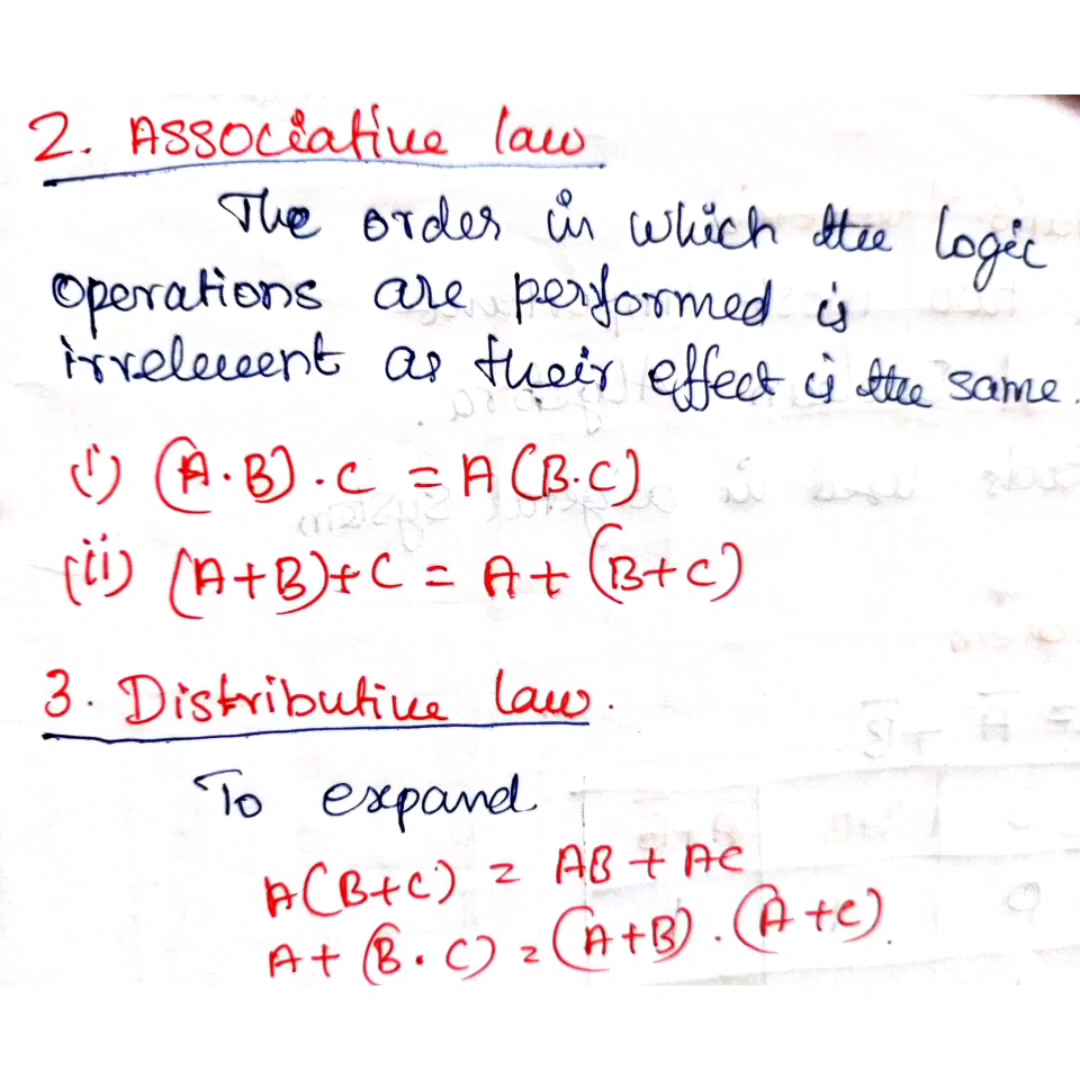 2. Associative law
The order in which the logic
operations are performed is
irrelevent as their effect is the same.
(i) (A·B)·C = A(B·C)
(ii) (A+B)+C = A+(B+C)
3. Distributive law.
To expand
A(B+C) = AB + AC
A+(B·C) = (A+B).(A+C).